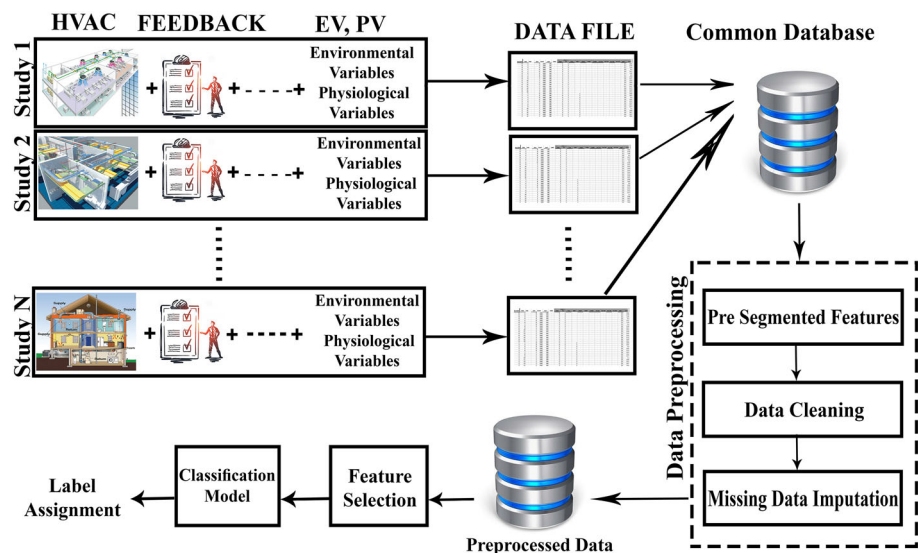 HVAC FEEDBACK EV, PV DATA FILE Common Database
Study 1
Environmental
Variables
Physiological
Variables
+ + - - - - - +
Study 2
Environmental
Variables
Physiological
Variables
+ + - - - - +
Study N
Environmental
Variables
Physiological
Variables
+ + - - - - - +
Data Preprocessing
Pre Segmented Features
Data Cleaning
Missing Data Imputation
Preprocessed Data
Feature
Selection
Classification
Model
Label
Assignment